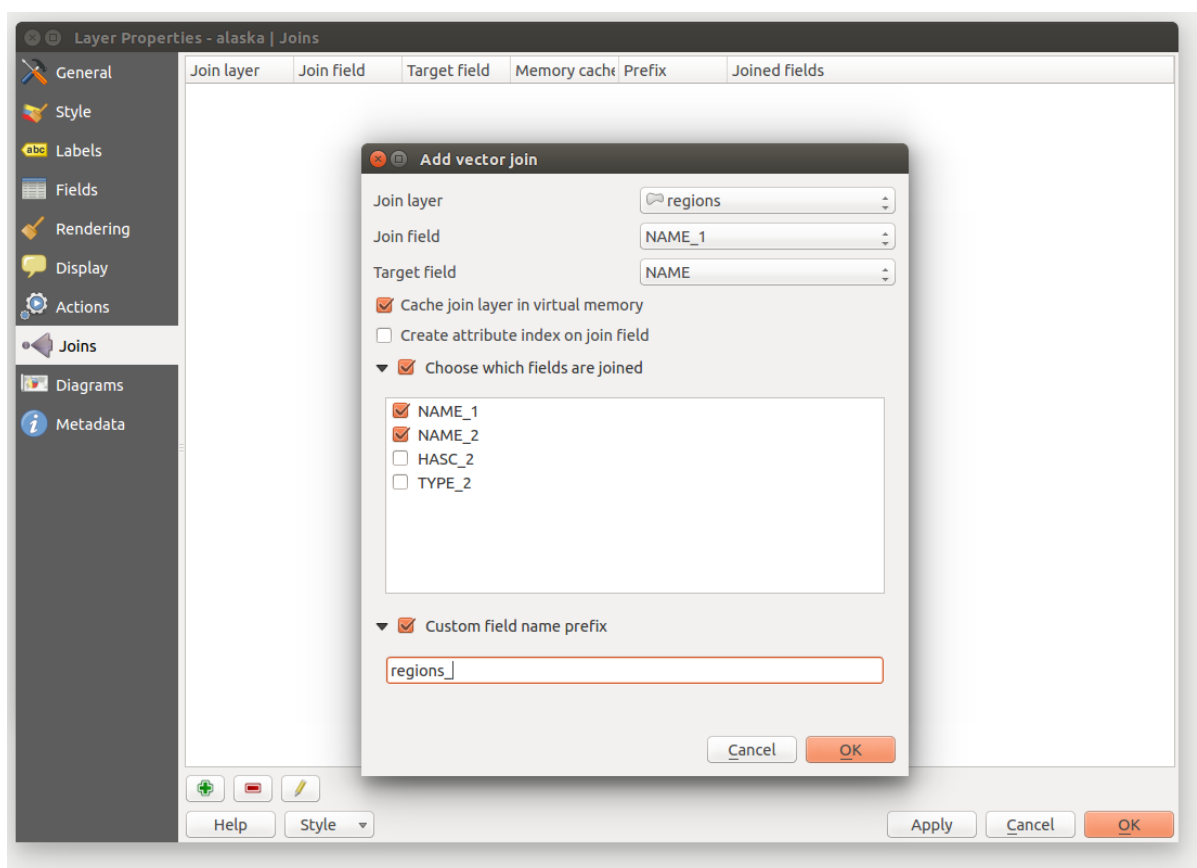 Layer Properties - alaska | Joins
General
Style
Labels
Fields
Rendering
Display
Actions
Joins
Diagrams
Metadata
abc
i
Join layer Join field Target field Memory cache Prefix Joined fields
Add vector join
Join layer regions
Join field NAME_1
Target field NAME
Cache join layer in virtual memory
Create attribute index on join field
Choose which fields are joined
NAME_1
NAME_2
HASC_2
TYPE_2
Custom field name prefix
regions_
Cancel OK
Help Style Apply Cancel OK